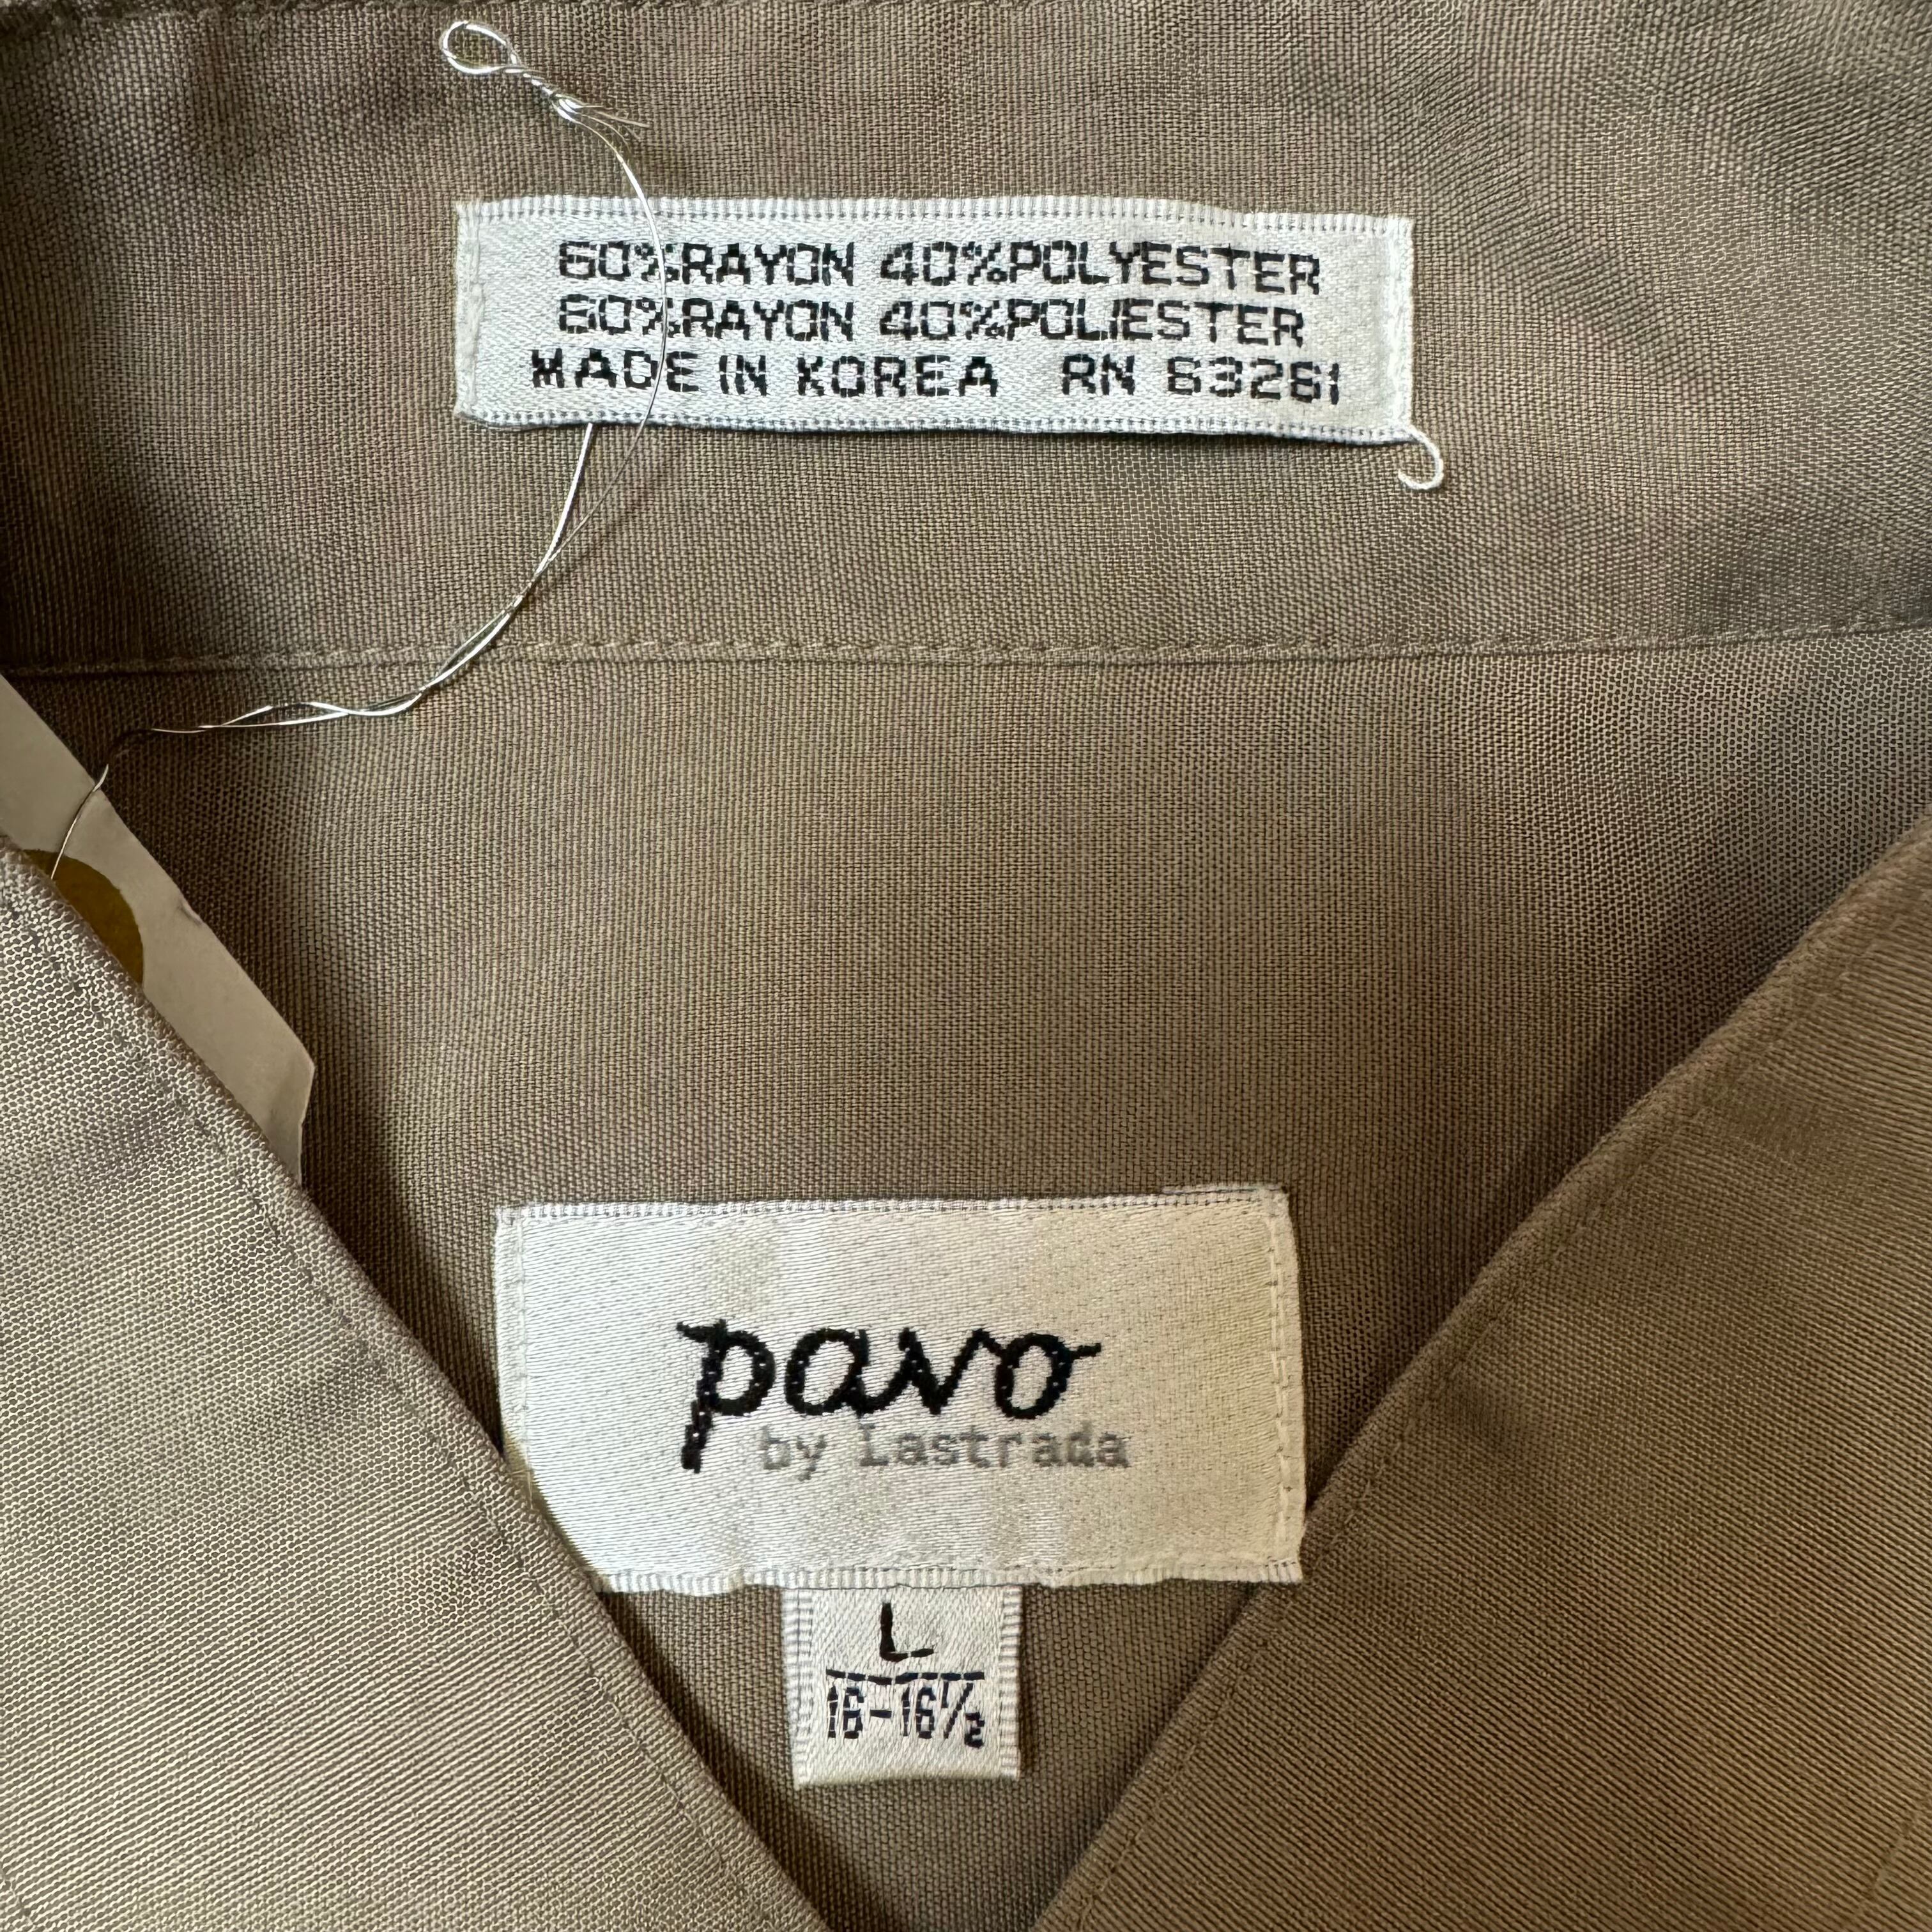 60%RAYON 40%POLYESTER
60%RAYON 40%POLIESTER
MADE IN KOREA RN 63261
pavo
by Lastrada
L
16-16½